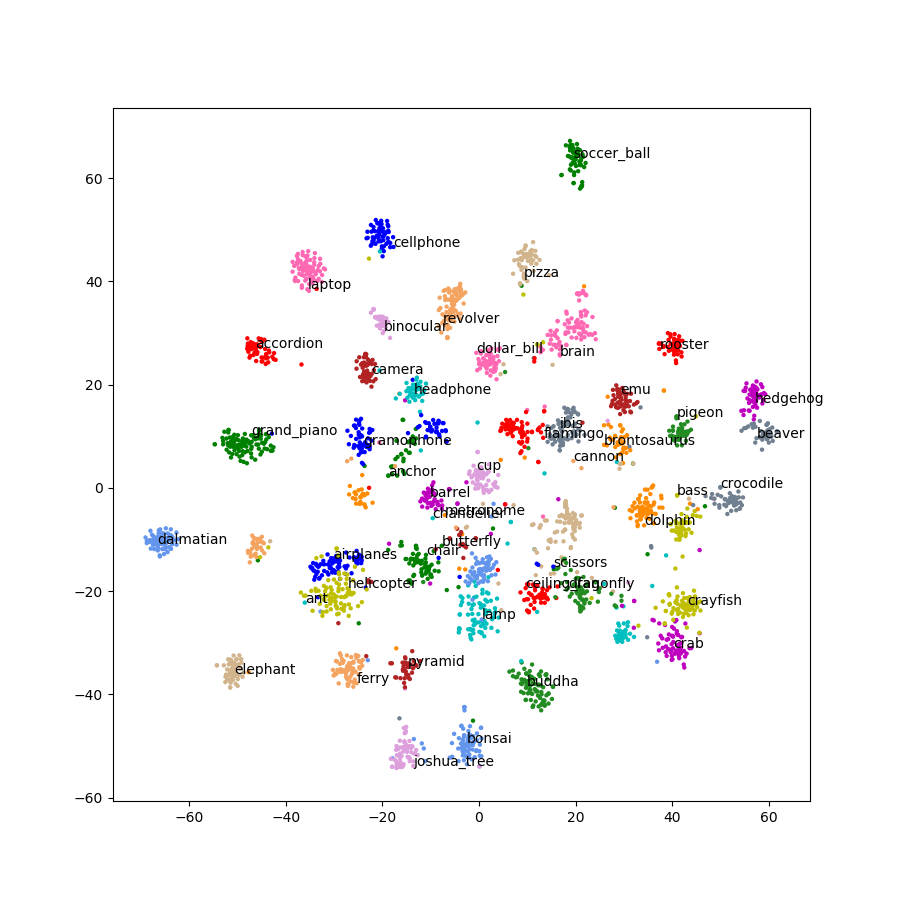 60
40
20
0
−20
−40
−60
−60
−40
−20
0
20
40
60
soccer_ball
cellphone
pizza
laptop
revolver
binocular
accordion
dollar_bill
brain
rooster
camera
headphone
emu
hedgehog
pigeon
grand_piano
gramophone
ibis
flamingo
brontosaurus
beaver
anchor
cup
cannon
barrel
bass
crocodile
metronome
chandelier
dolphin
dalmatian
butterfly
airplanes
chair
scissors
helicopter
dragonfly
ant
lamp
crayfish
crab
elephant
ferry
pyramid
buddha
bonsai
joshua_tree